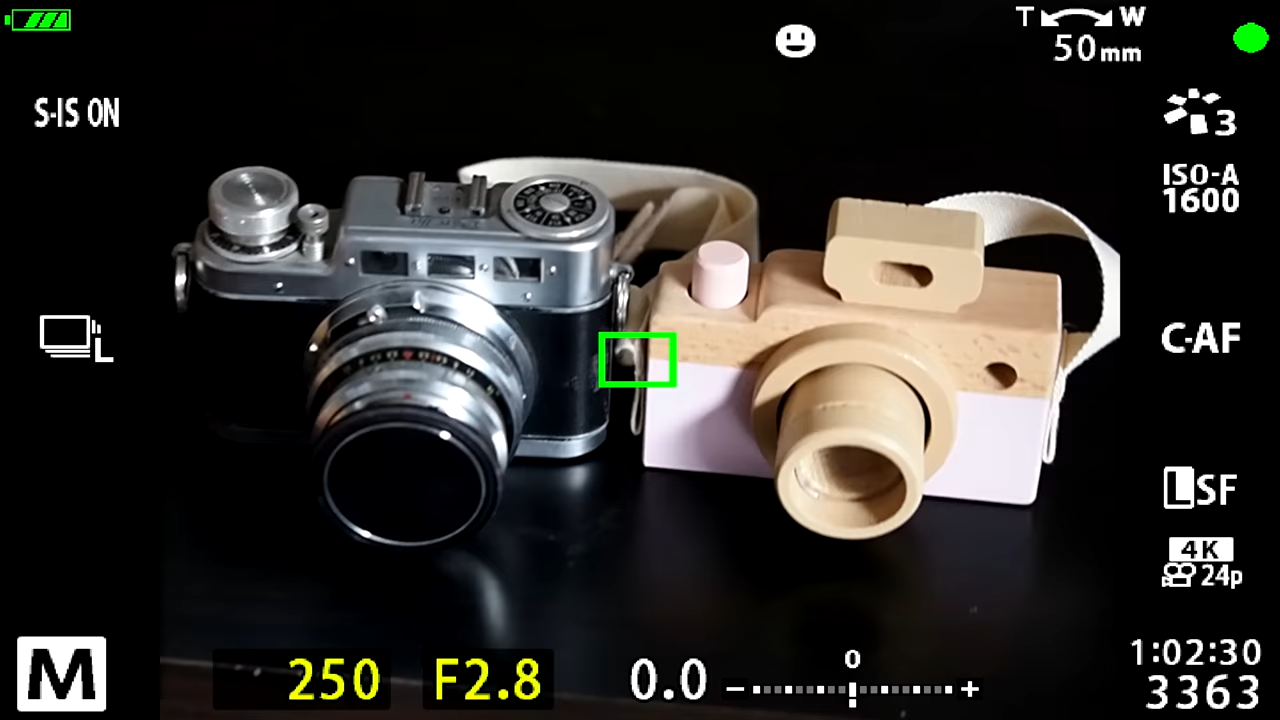 T W
50mm
S-IS ON
3
ISO-A
1600
L
C-AF
LSF
4K
24p
M
250 F2.8 0.0 − 0 +
1:02:30
3363